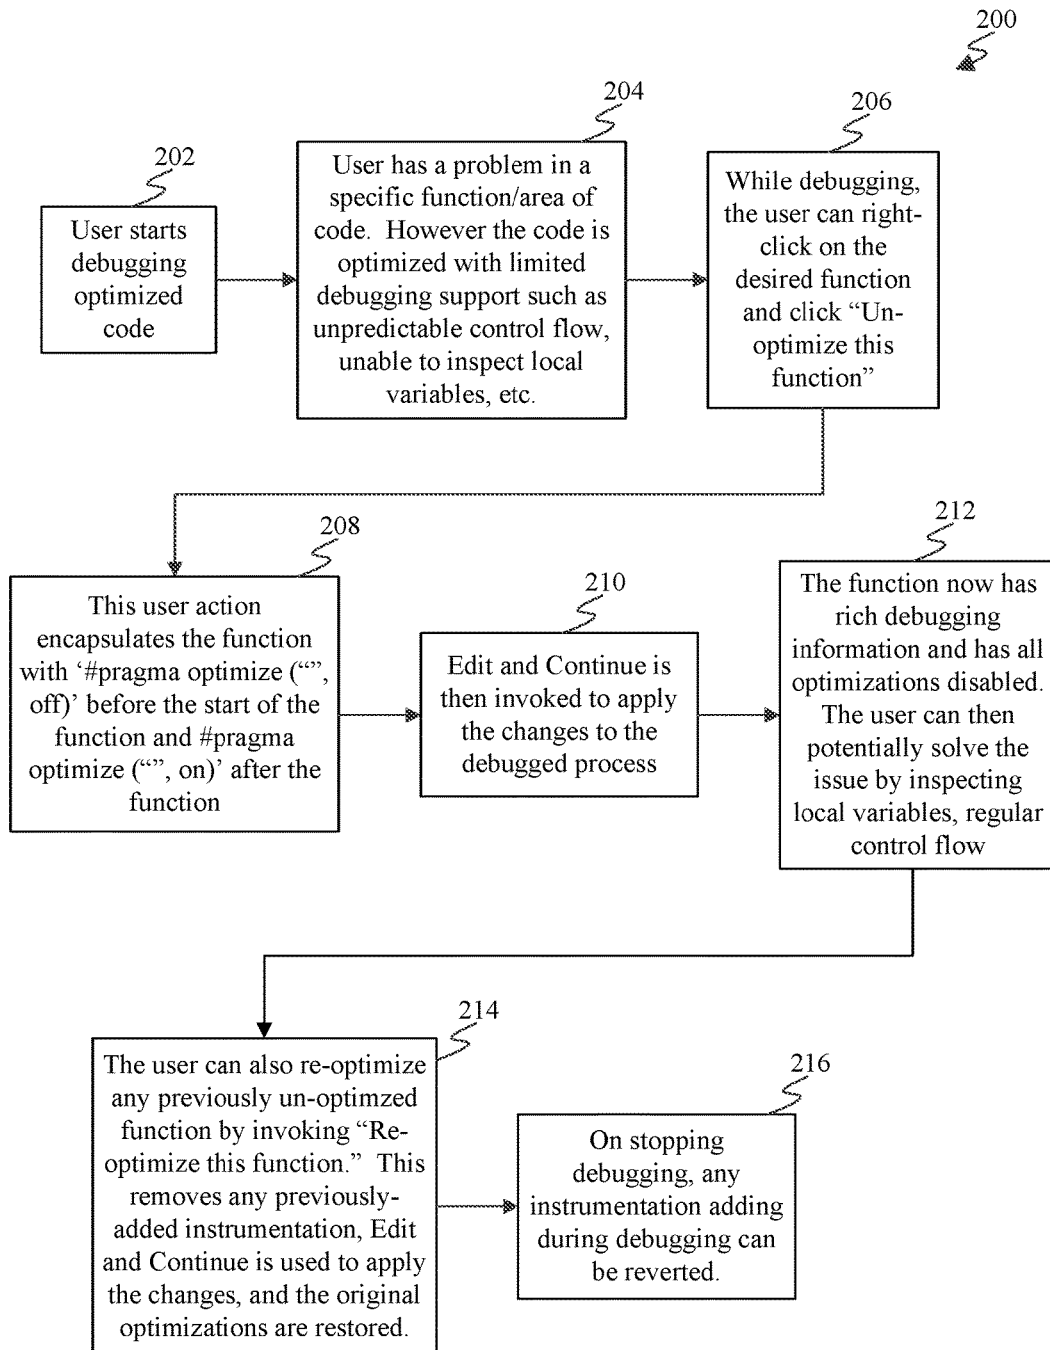 200
202
User starts
debugging
optimized
code
204
User has a problem in a
specific function/area of
code.  However the code is
optimized with limited
debugging support such as
unpredictable control flow,
unable to inspect local
variables, etc.
206
While debugging,
the user can right-
click on the
desired function
and click “Un-
optimize this
function”
208
This user action
encapsulates the function
with ‘#pragma optimize (“”,
off)’ before the start of the
function and #pragma
optimize (“”, on)’ after the
function
210
Edit and Continue is
then invoked to apply
the changes to the
debugged process
212
The function now has
rich debugging
information and has all
optimizations disabled.
The user can then
potentially solve the
issue by inspecting
local variables, regular
control flow
214
The user can also re-optimize
any previously un-optimzed
function by invoking “Re-
optimize this function.”  This
removes any previously-
added instrumentation, Edit
and Continue is used to apply
the changes, and the original
optimizations are restored.
216
On stopping
debugging, any
instrumentation adding
during debugging can
be reverted.